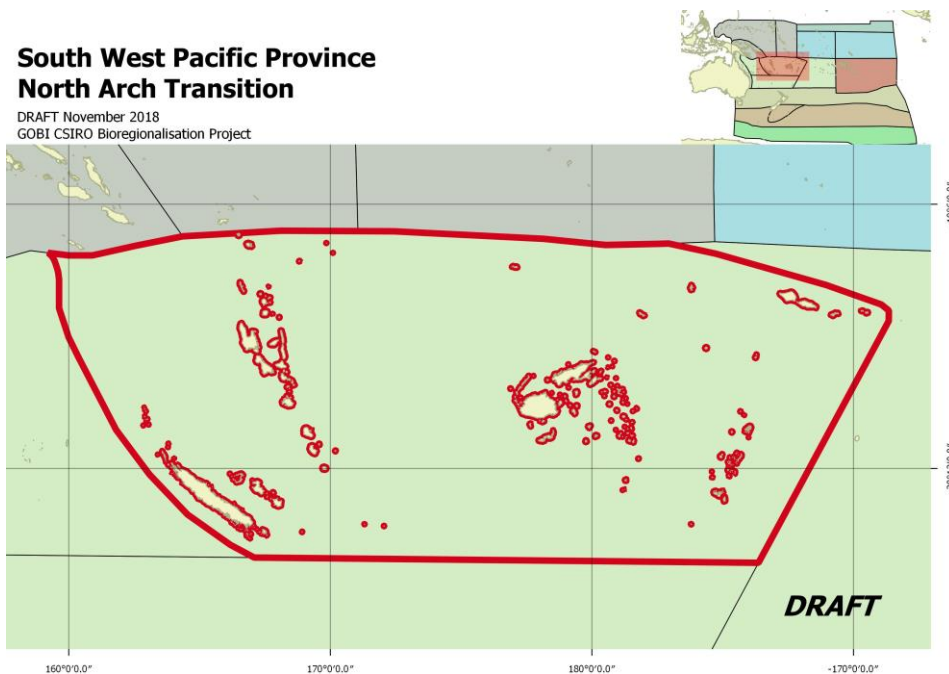 South West Pacific Province
North Arch Transition
DRAFT November 2018
GOBI CSIRO Bioregionalisation Project
DRAFT
160°0'0.0"
170°0'0.0"
180°0'0.0"
-170°0'0.0"